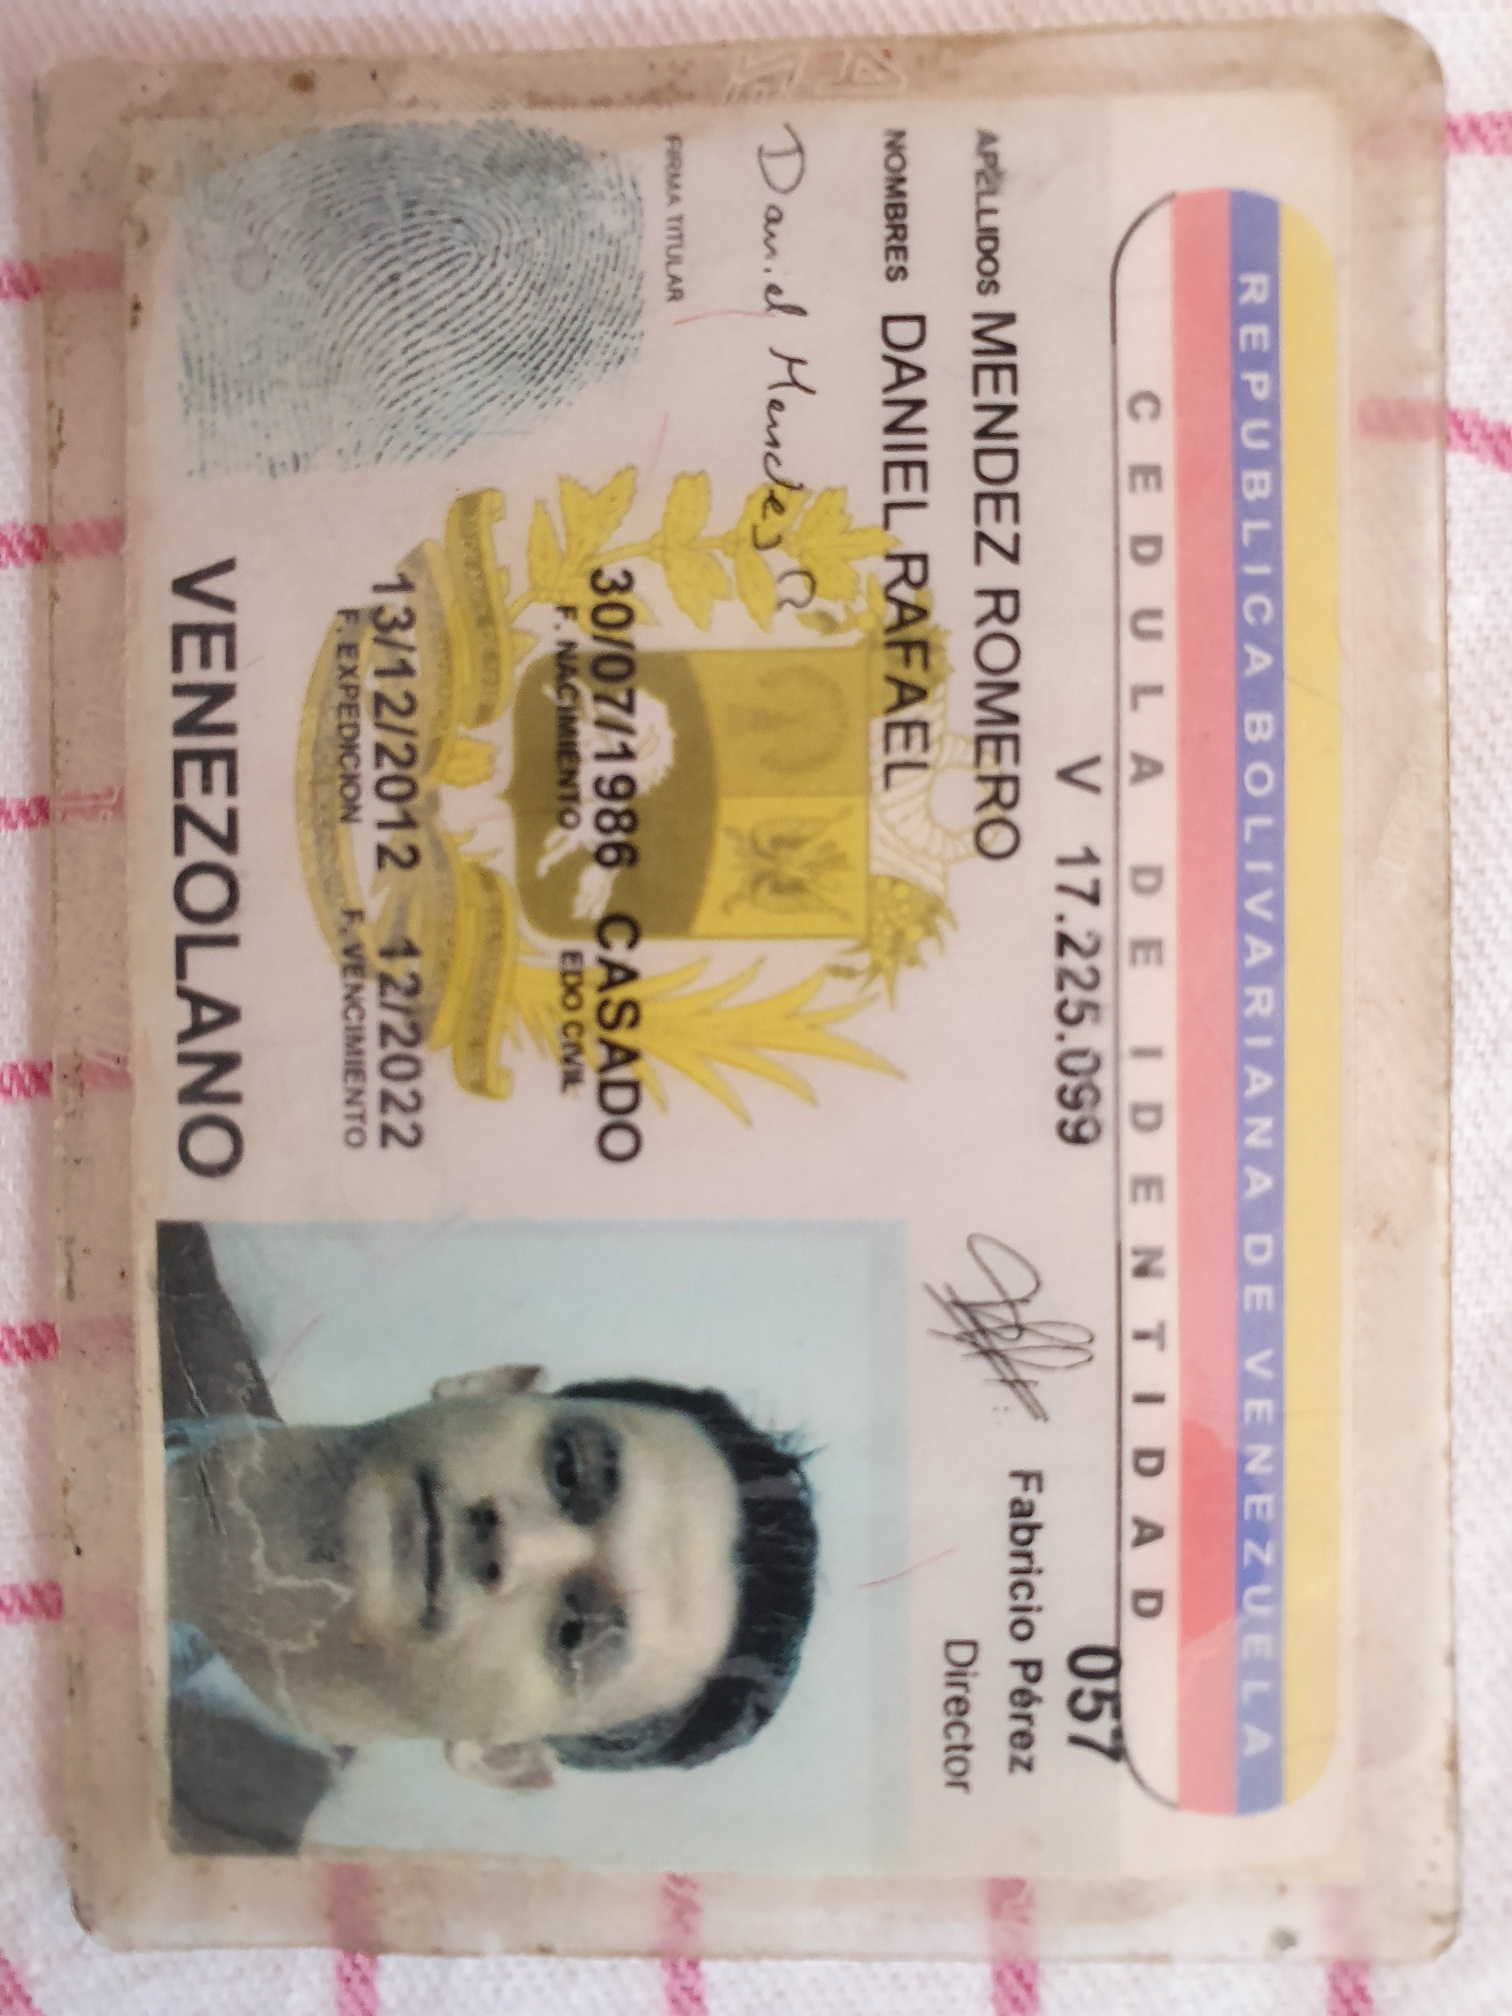 REPUBLICA BOLIVARIANA DE VENEZUELA
CEDULA DE IDENTIDAD
V 17.225.099
057
APELLIDOS MENDEZ ROMERO
Fabricio Pérez
Director
NOMBRES DANIEL RAFAEL
Daniel Mendez R
FIRMA TITULAR
30/07/1986 CASADO
F. NACIMIENTO EDO CIVIL
13/12/2012 12/2022
F. EXPEDICION F. VENCIMIENTO
VENEZOLANO